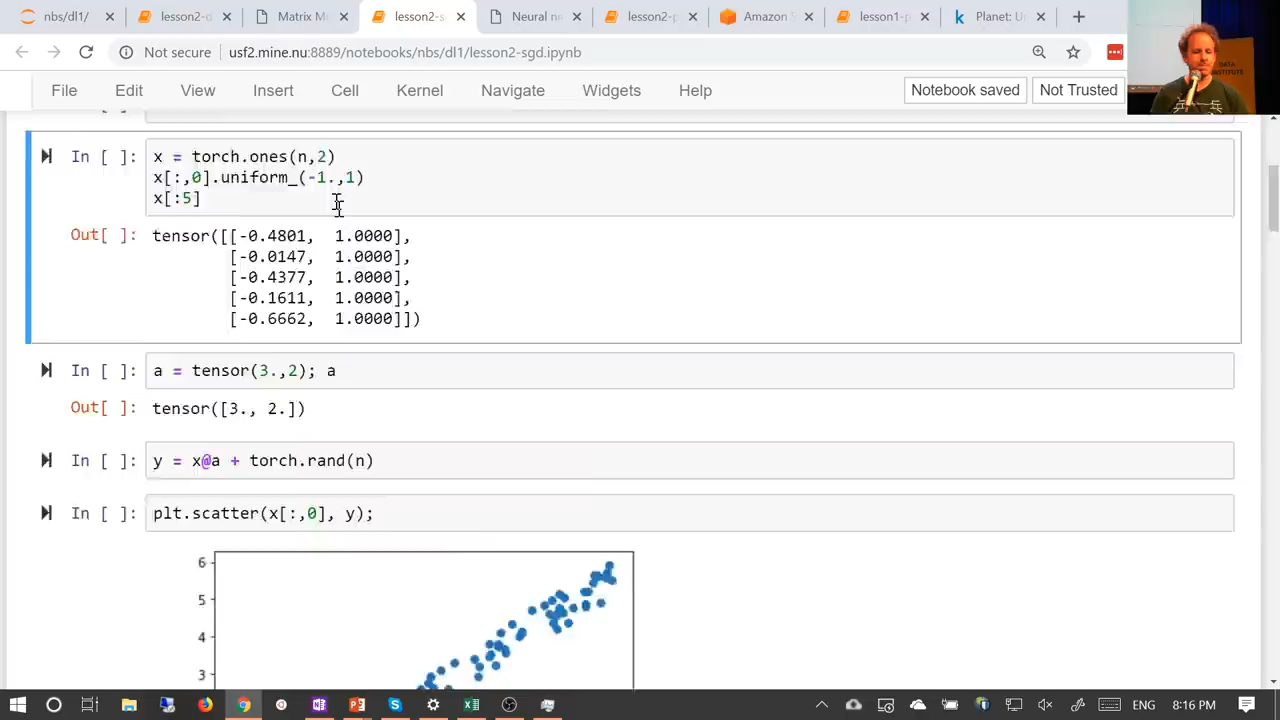 nbs/dl1/
lesson2-d
Matrix M
lesson2-s
Neural n
lesson2-p
Amazon S
lesson1-p
Planet: U
Not secure
usf2.mine.nu:8889/notebooks/nbs/dl1/lesson2-sgd.ipynb
DATA
INSTITUTE
File Edit View Insert Cell Kernel Navigate Widgets Help
Notebook saved
Not Trusted
In [ ]:
x = torch.ones(n,2)
x[:,0].uniform_(-1.,1)
x[:5]
Out[ ]:
tensor([[-0.4801, 1.0000],
[-0.0147, 1.0000],
[-0.4377, 1.0000],
[-0.1611, 1.0000],
[-0.6662, 1.0000]])
In [ ]: a = tensor(3.,2); a
Out[ ]: tensor([3., 2.])
In [ ]: y = x@a + torch.rand(n)
In [ ]: plt.scatter(x[:,0], y);
6
5
4
3
ENG
8:16 PM